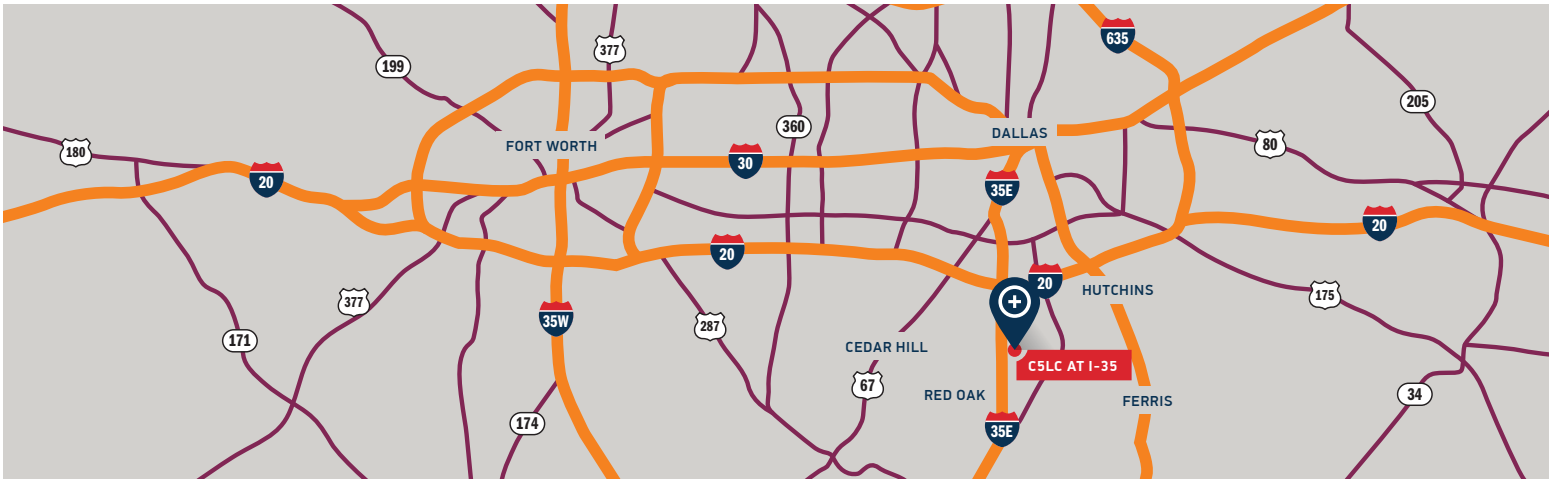 635
377
199
205
360
DALLAS
80
FORT WORTH
180
30
20
35E
20
20
20
HUTCHINS
175
377
35W
287
171
CEDAR HILL
C5LC AT I-35
67
RED OAK
34
FERRIS
174
35E